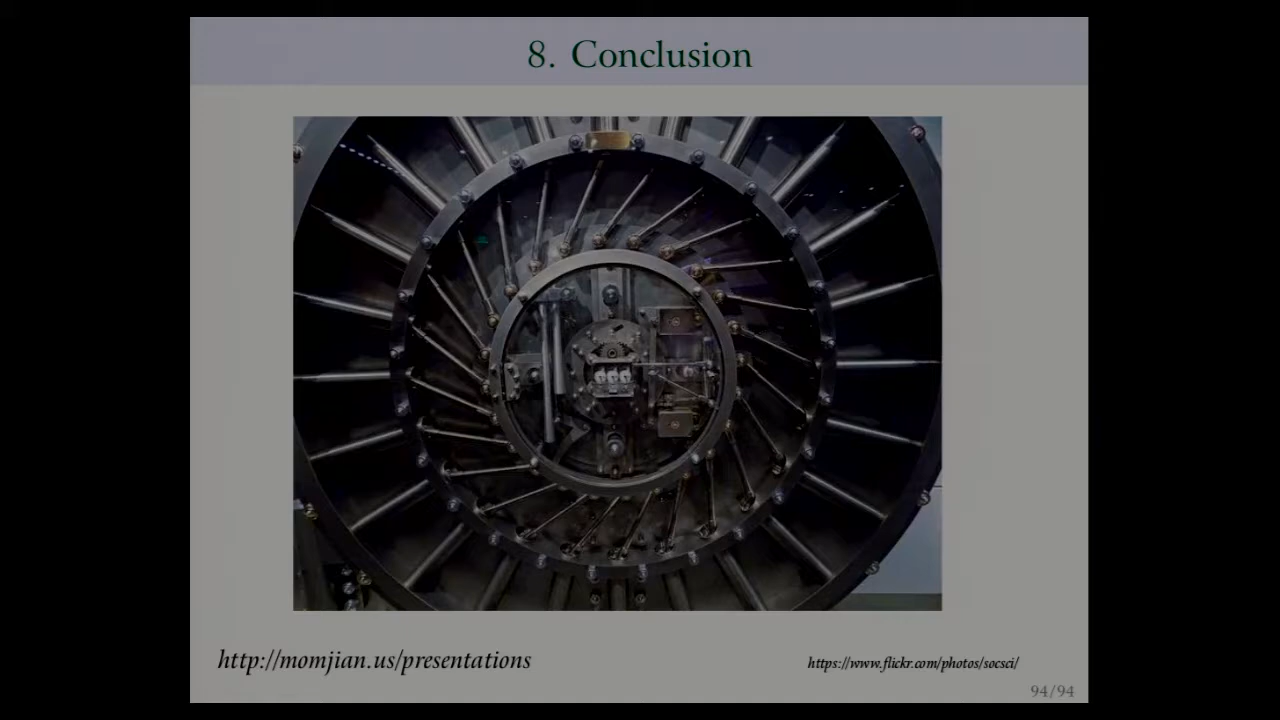 8. Conclusion
http://momjian.us/presentations
https://www.flickr.com/photos/socsci/
94/94